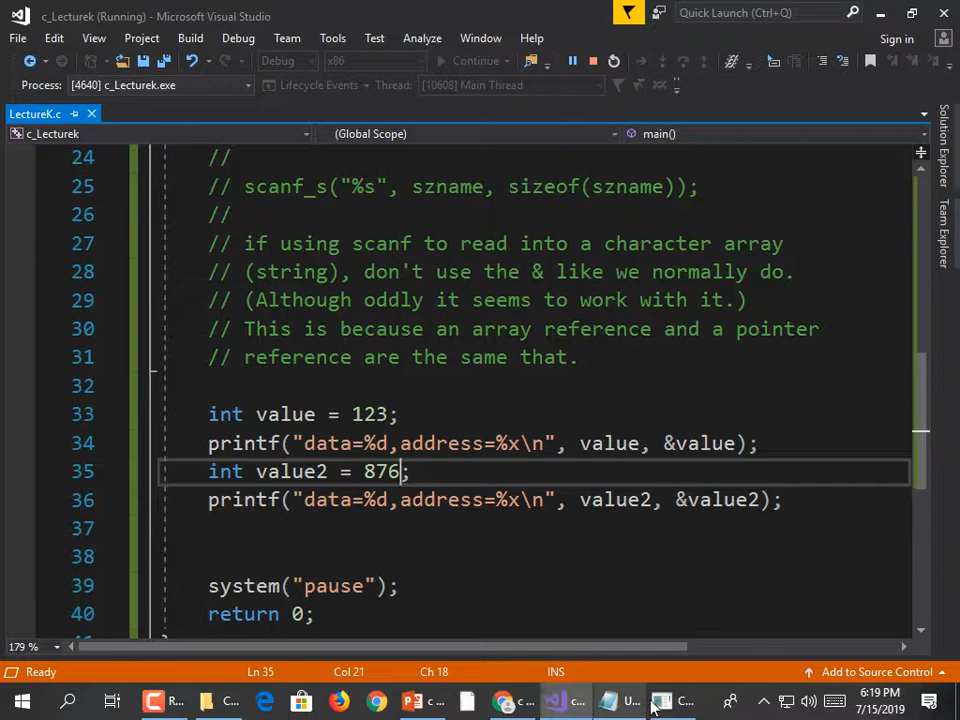 c_Lecturek (Running) - Microsoft Visual Studio
Quick Launch (Ctrl+Q)
File Edit View Project Build Debug Team Tools Test Analyze Window Help
Sign in
Debug x86 Continue
Process: [4640] c_Lecturek.exe Lifecycle Events Thread: [10608] Main Thread
LectureK.c
c_Lecturek (Global Scope) main()
Solution Explorer
Team Explorer
24 //
25 // scanf_s("%s", szname, sizeof(szname));
26 //
27 // if using scanf to read into a character array
28 // (string), don't use the & like we normally do.
29 // (Although oddly it seems to work with it.)
30 // This is because an array reference and a pointer
31 // reference are the same that.
32
33 int value = 123;
34 printf("data=%d,address=%x\n", value, &value);
35 int value2 = 876;
36 printf("data=%d,address=%x\n", value2, &value2);
37
38
39 system("pause");
40 return 0;
179 %
Ready Ln 35 Col 21 Ch 18 INS Add to Source Control
R... C... c ... c ... c... U... C...
6:19 PM
7/15/2019